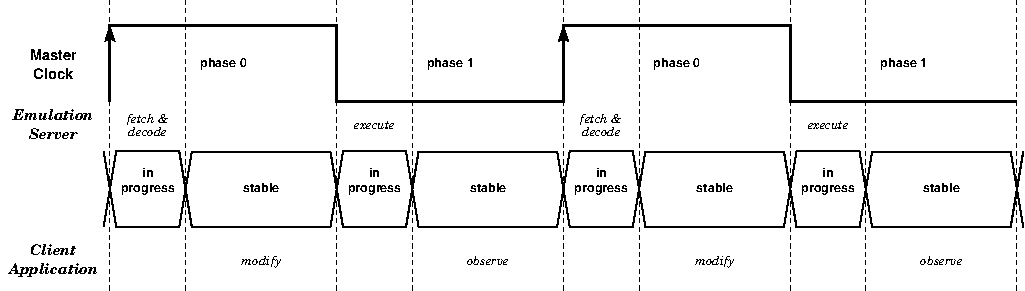 Master
Clock
phase 0
phase 1
phase 0
phase 1
Emulation
Server
fetch &
decode
execute
fetch &
decode
execute
in
progress
stable
in
progress
stable
in
progress
stable
in
progress
stable
Client
Application
modify
observe
modify
observe